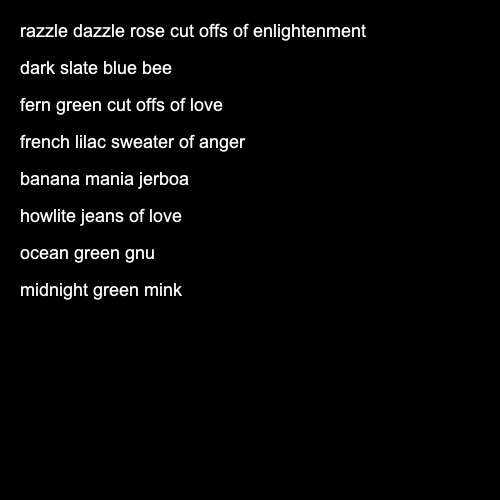 razzle dazzle rose cut offs of enlightenment
dark slate blue bee
fern green cut offs of love
french lilac sweater of anger
banana mania jerboa
howlite jeans of love
ocean green gnu
midnight green mink